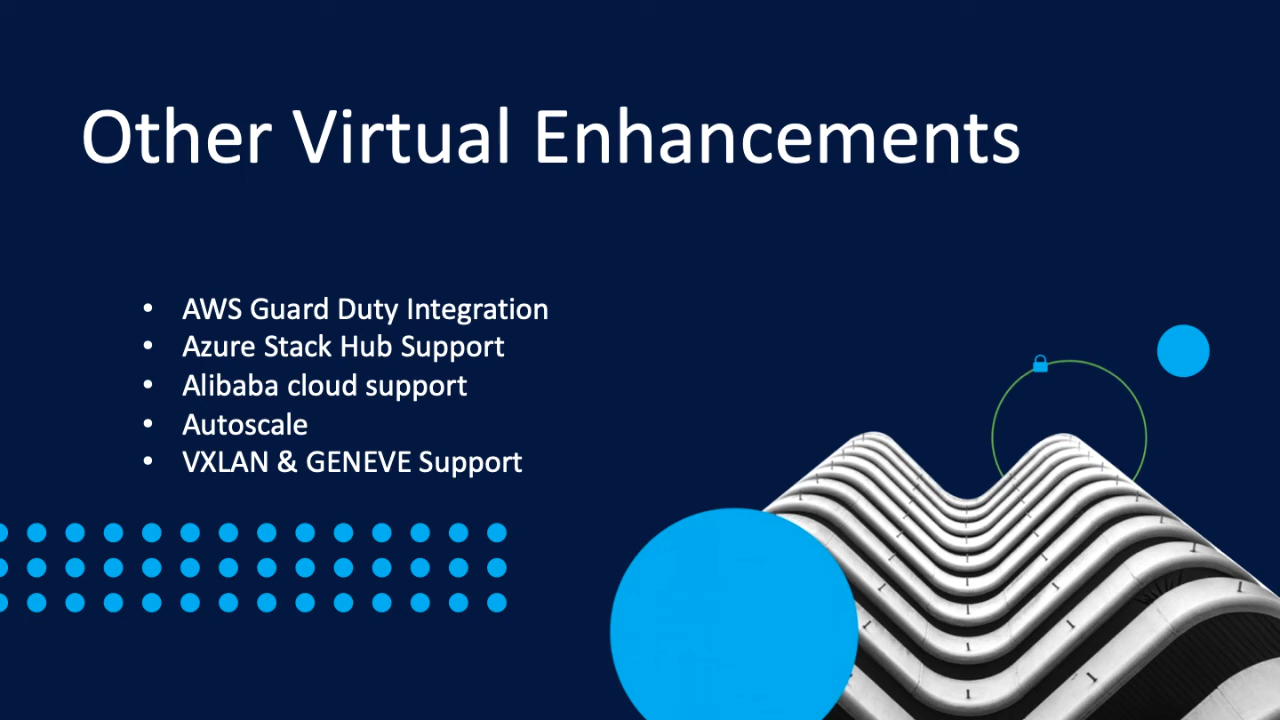 Other Virtual Enhancements
• AWS Guard Duty Integration
• Azure Stack Hub Support
• Alibaba cloud support
• Autoscale
• VXLAN & GENEVE Support